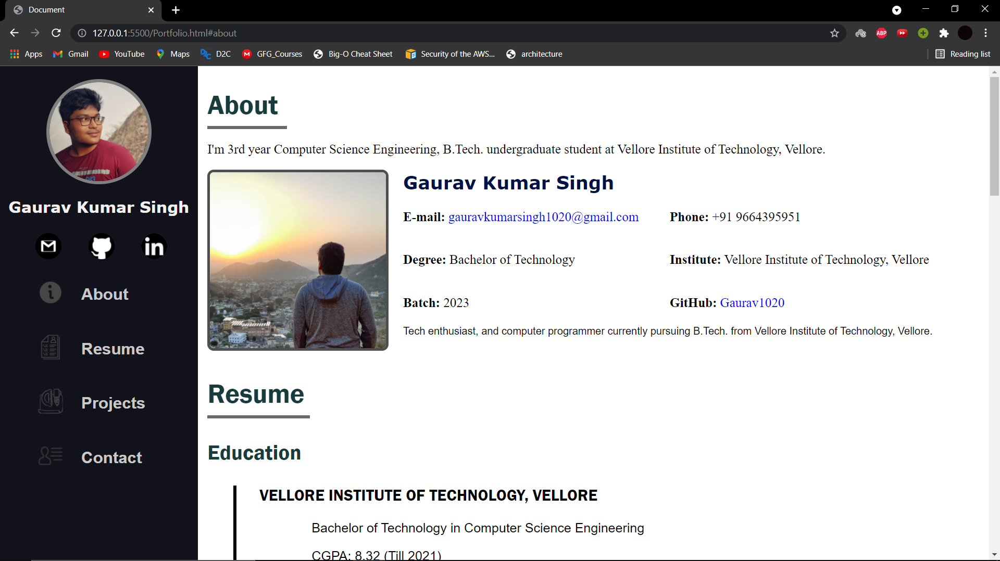 Document
127.0.0.1:5500/Portfolio.html#about
ABP
Apps Gmail YouTube Maps D2C GFG_Courses Big-O Cheat Sheet Security of the AWS... architecture Reading list
Gaurav Kumar Singh
in
About
Resume
Projects
Contact
About
I'm 3rd year Computer Science Engineering, B.Tech. undergraduate student at Vellore Institute of Technology, Vellore.
Gaurav Kumar Singh
E-mail: gauravkumarsingh1020@gmail.com Phone: +91 9664395951
Degree: Bachelor of Technology Institute: Vellore Institute of Technology, Vellore
Batch: 2023 GitHub: Gaurav1020
Tech enthusiast, and computer programmer currently pursuing B.Tech. from Vellore Institute of Technology, Vellore.
Resume
Education
VELLORE INSTITUTE OF TECHNOLOGY, VELLORE
Bachelor of Technology in Computer Science Engineering
CGPA: 8.32 (Till 2021)